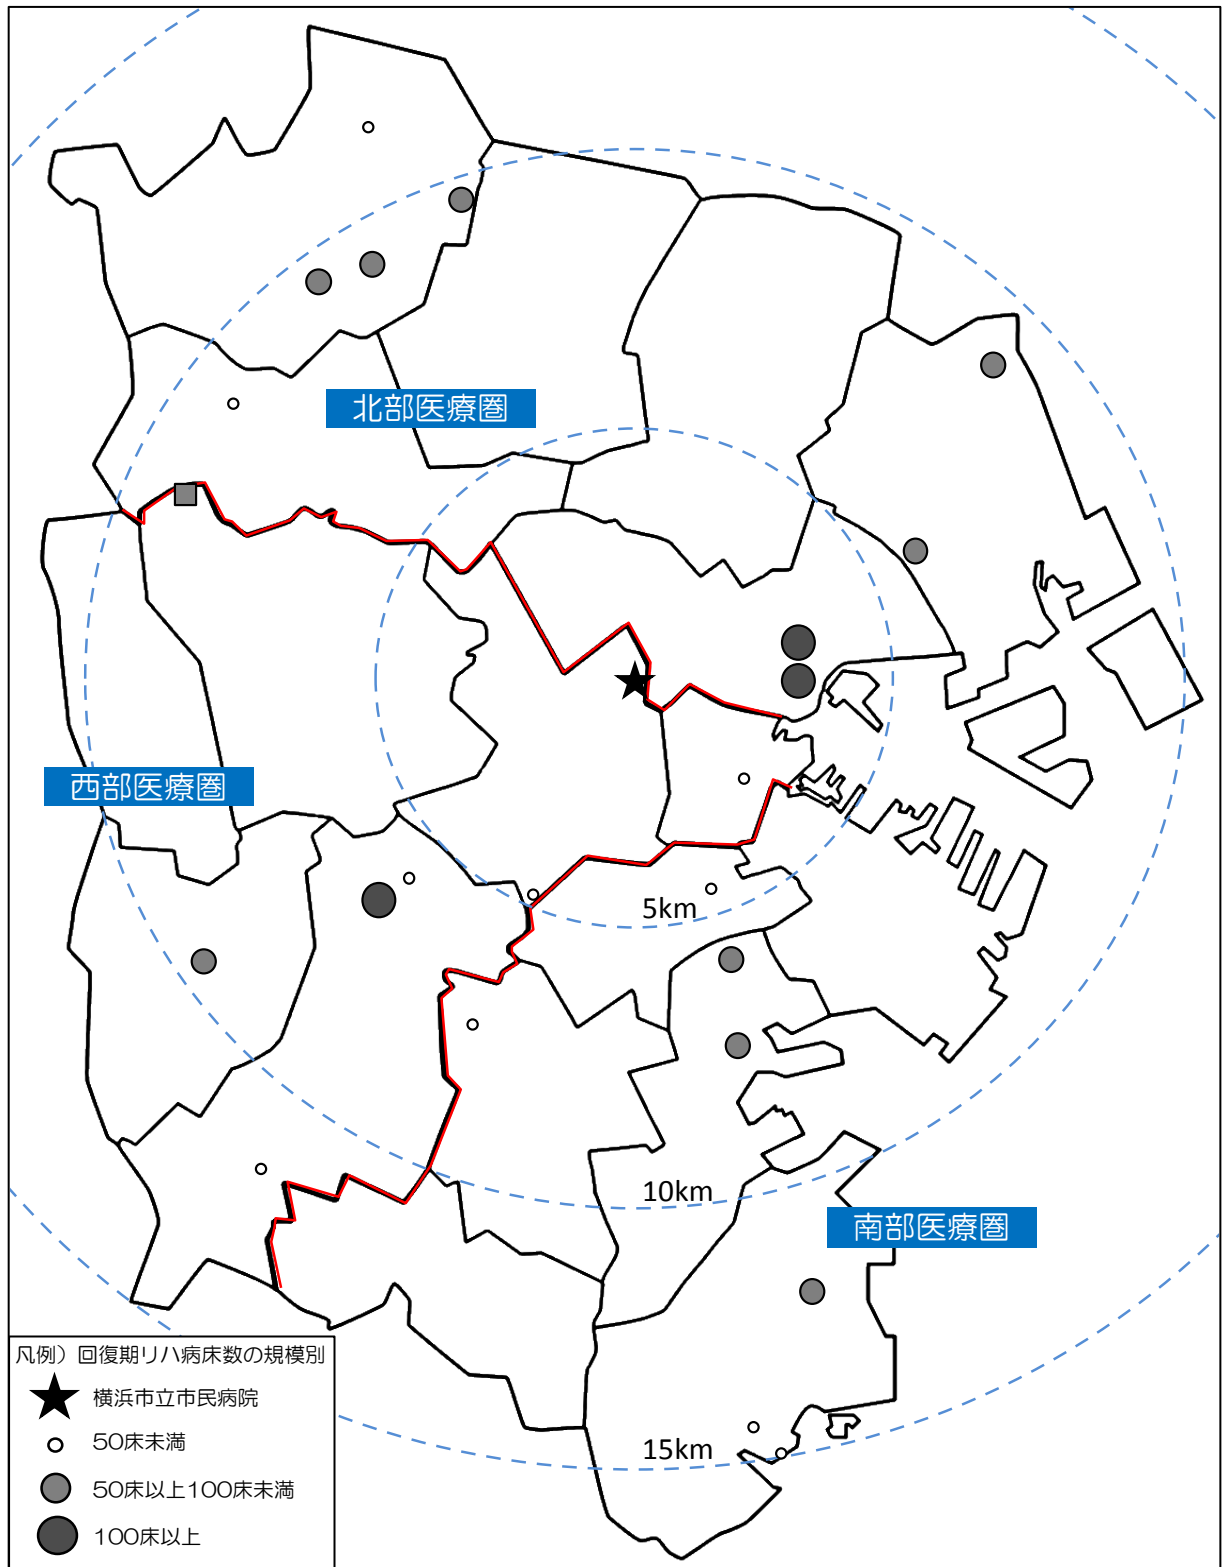 北部医療圏
西部医療圏
5km
10km
南部医療圏
15km
凡例）回復期リハ病床数の規模別
横浜市立市民病院
50床未満
50床以上100床未満
100床以上